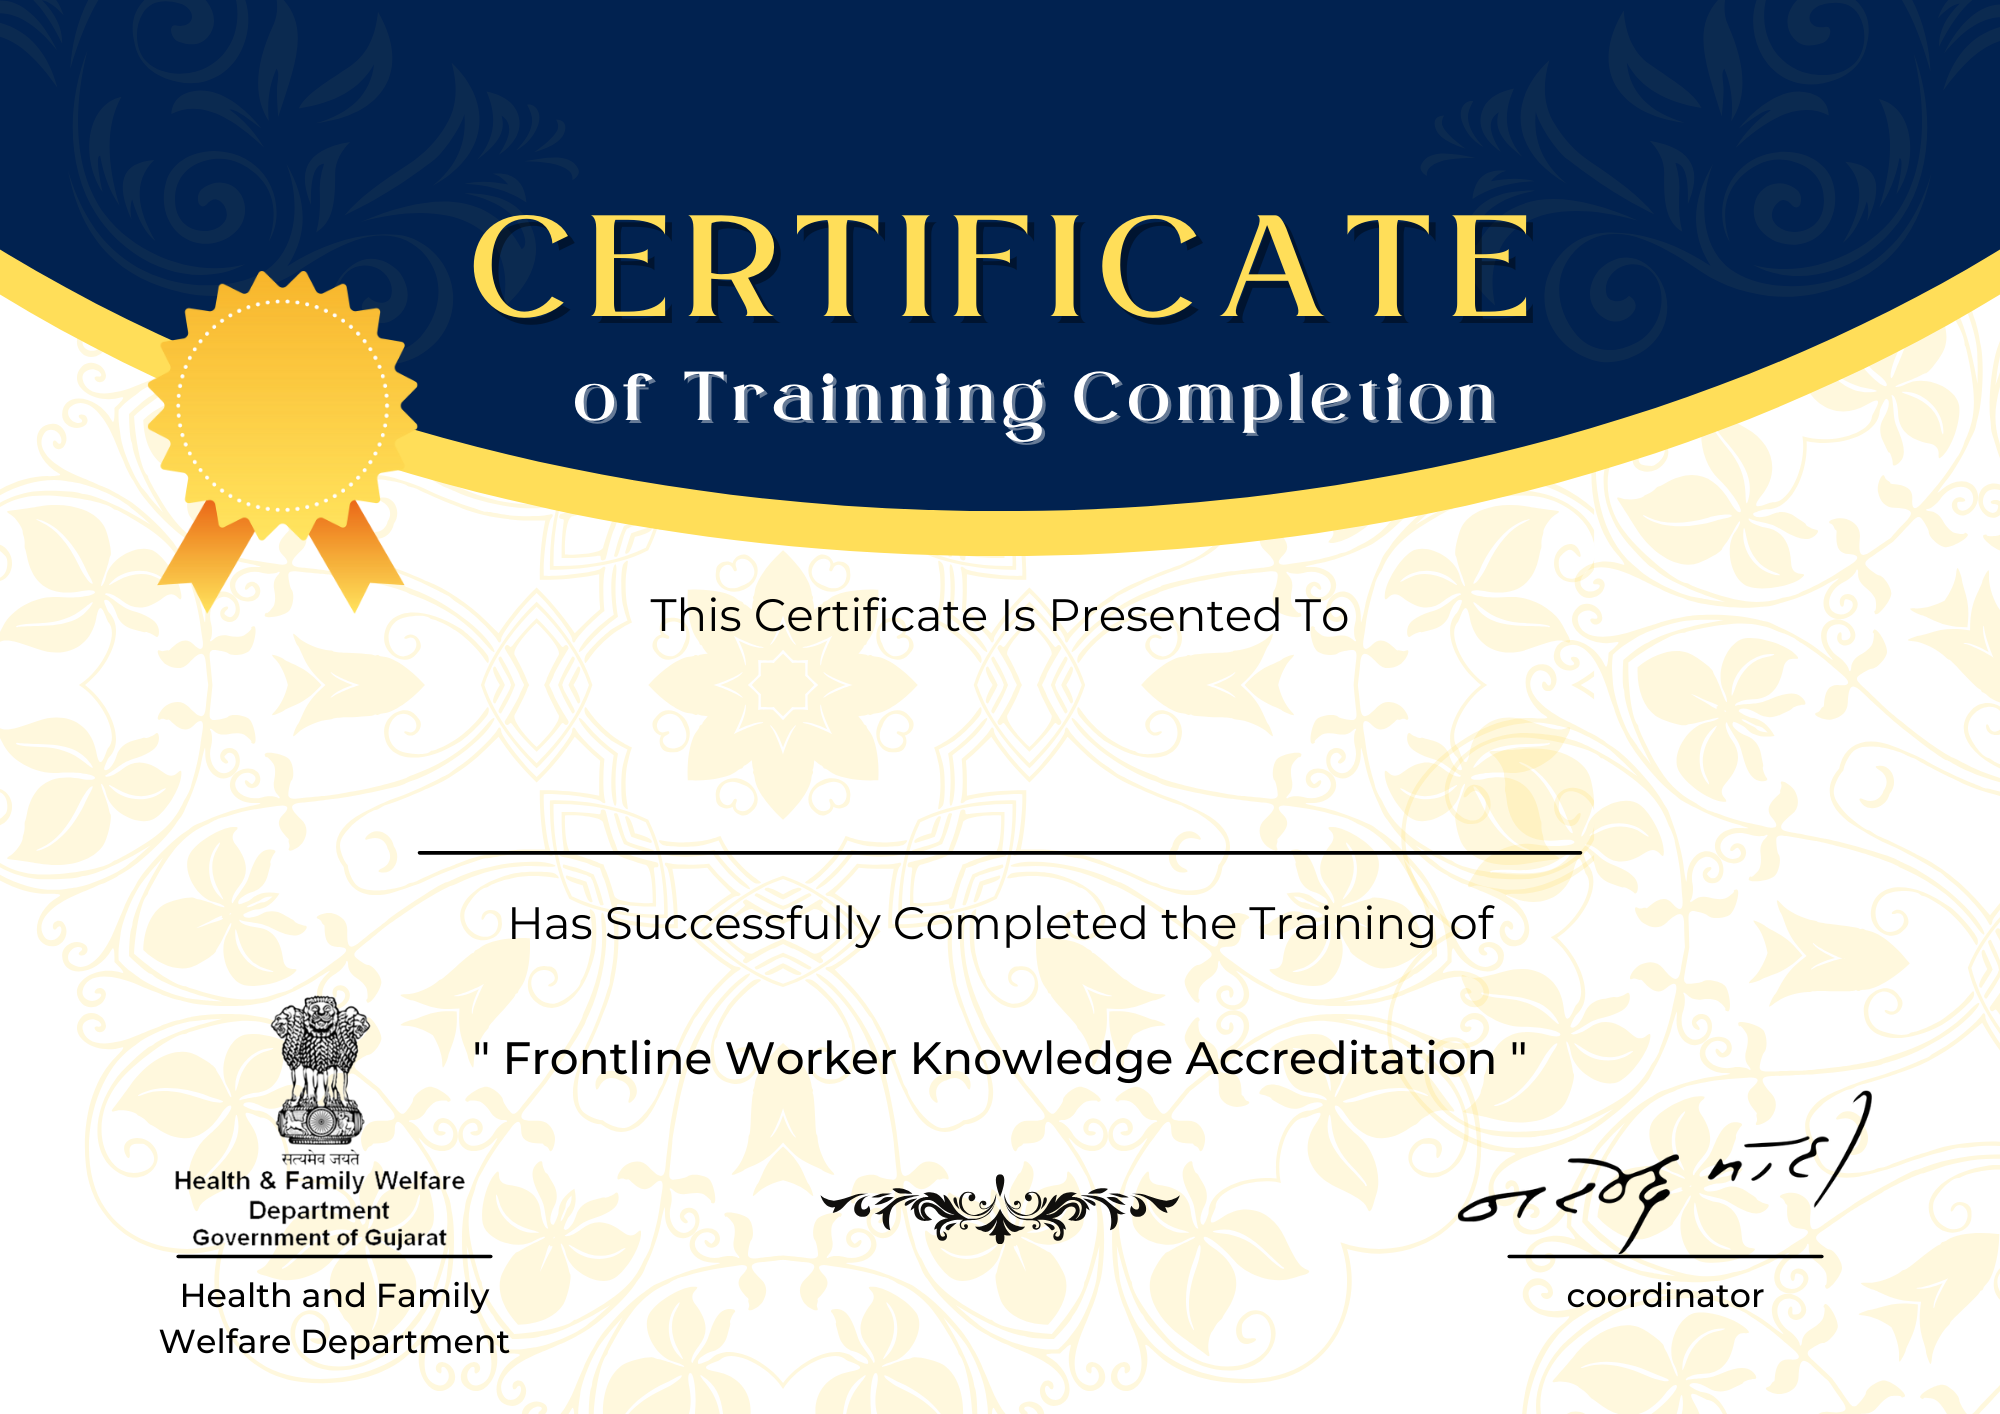 CERTIFICATE
of Trainning Completion
This Certificate Is Presented To
Has Successfully Completed the Training of
" Frontline Worker Knowledge Accreditation "
सत्यमेव जयते
Health & Family Welfare
Department
Government of Gujarat
Health and Family
Welfare Department
नरेन्द्र मोदी
coordinator